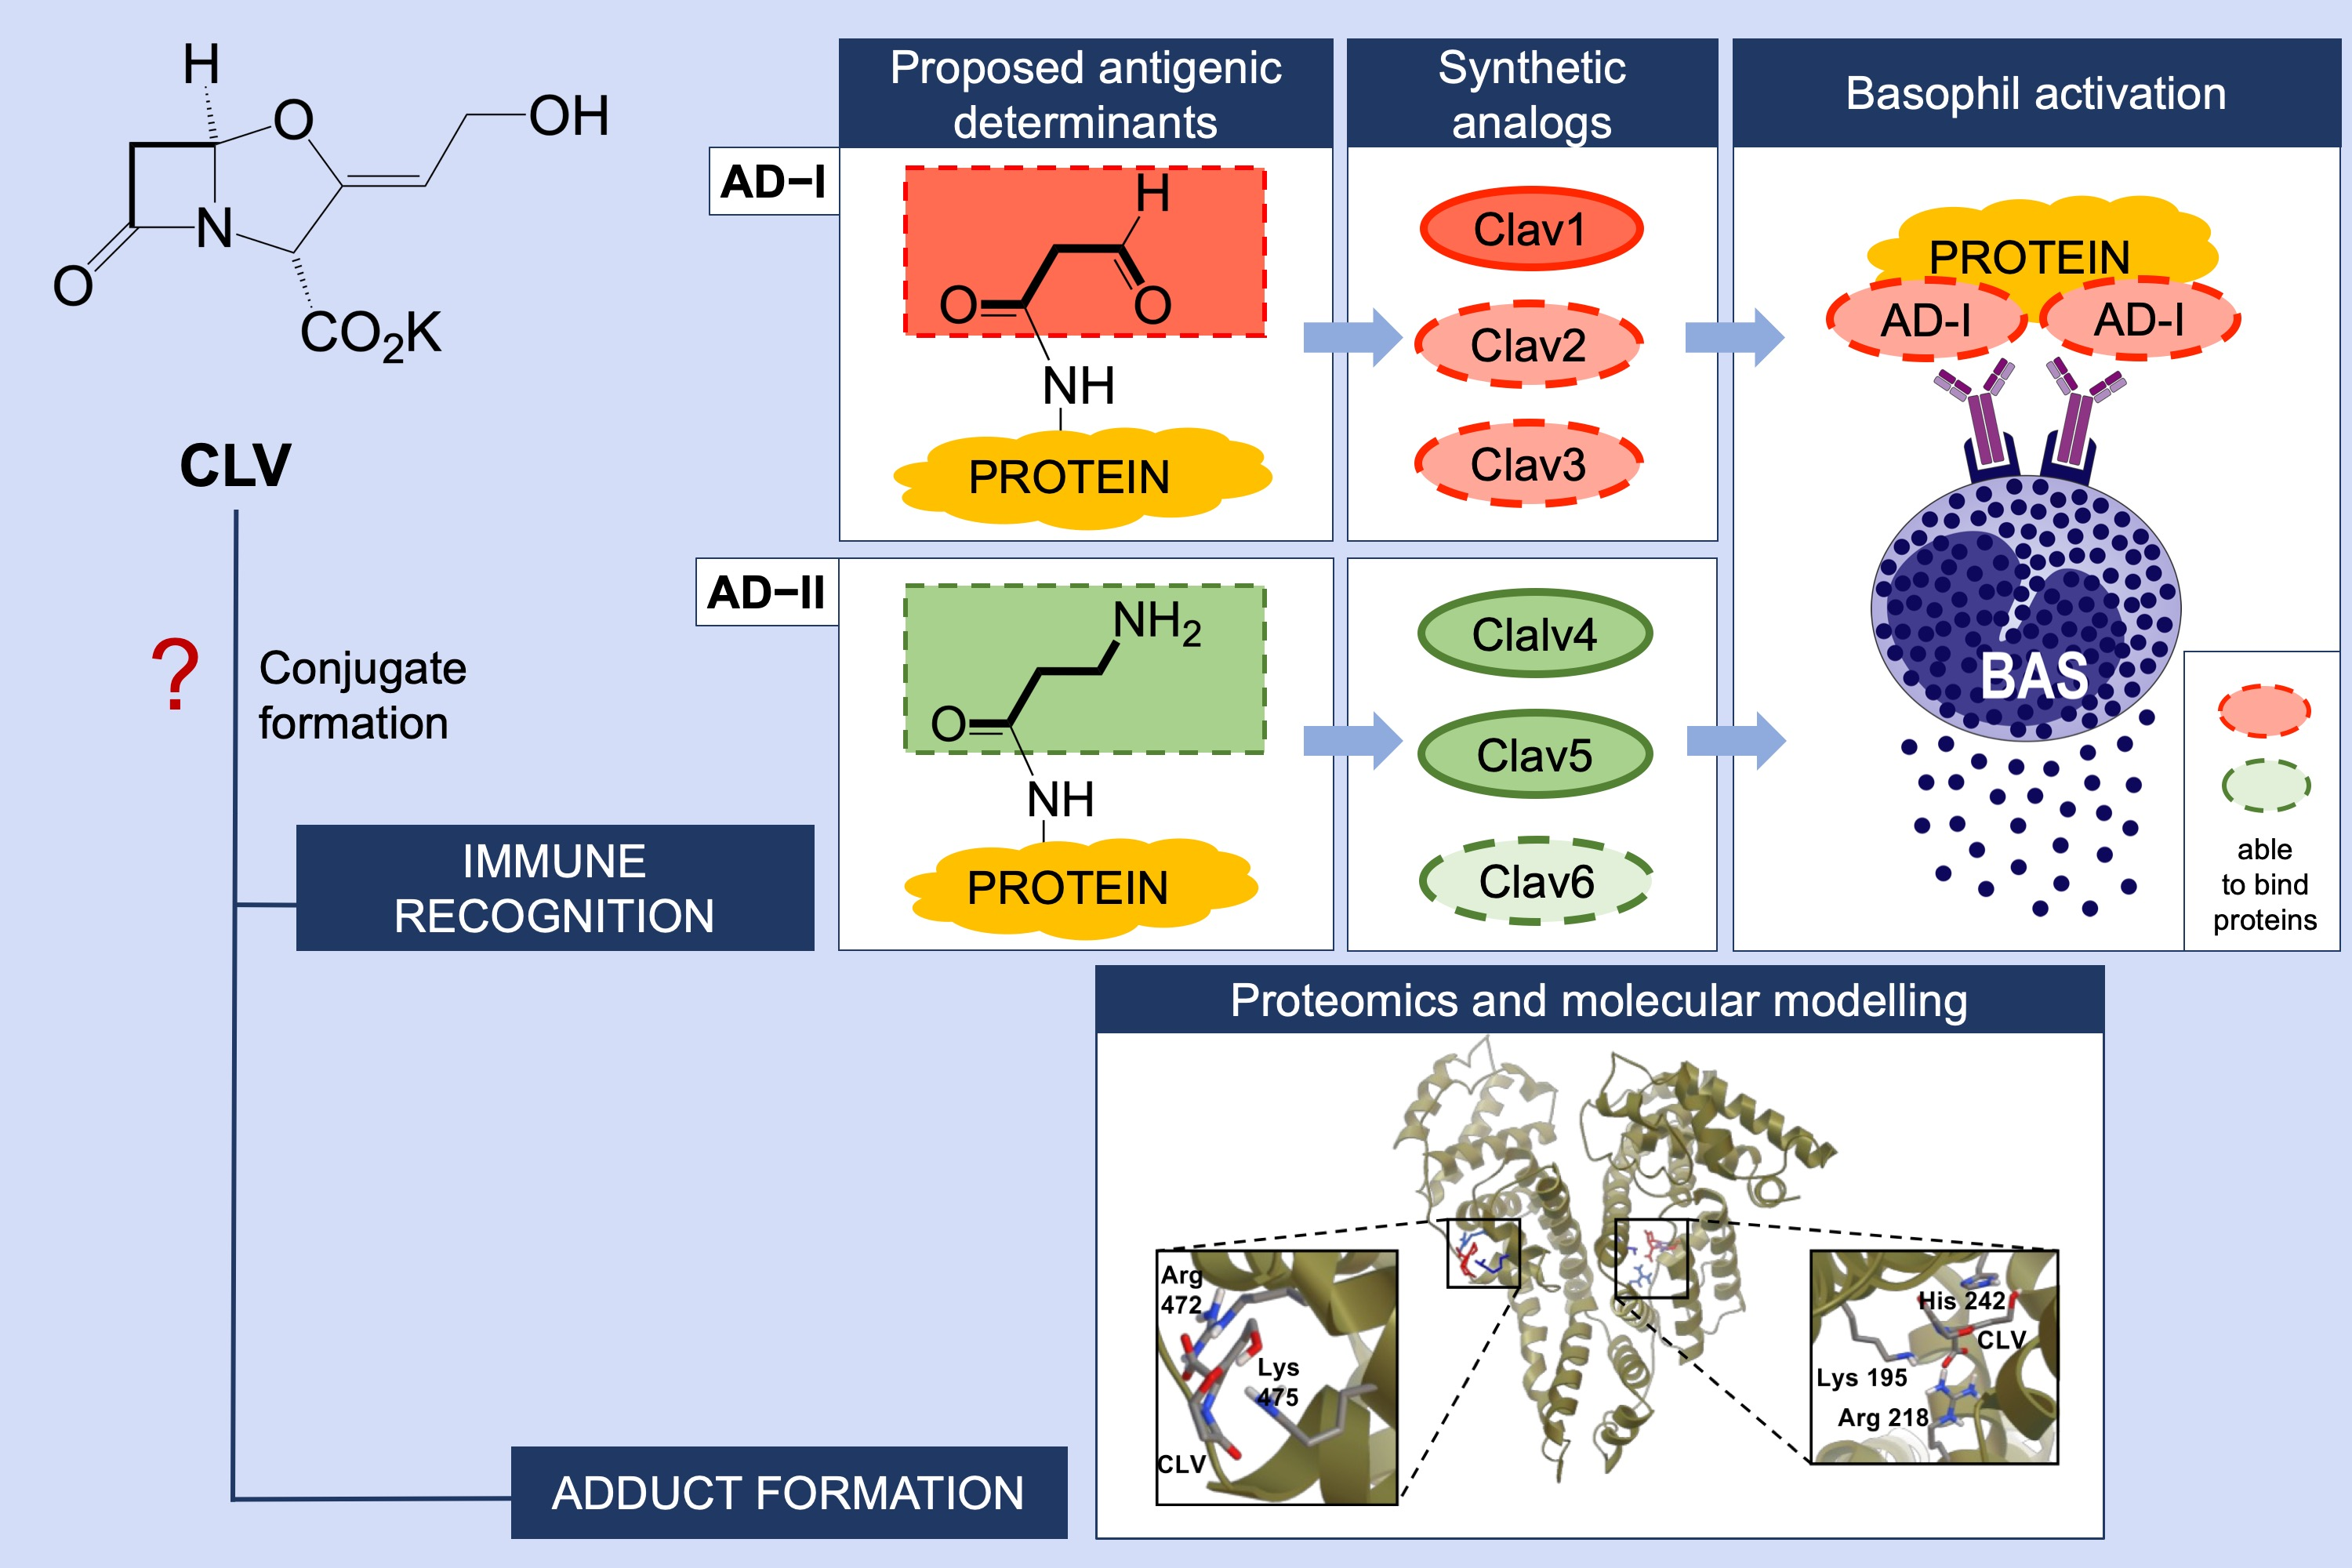 H
O
OH
N
O
CO2K
CLV
?
Conjugate
formation
IMMUNE
RECOGNITION
ADDUCT FORMATION
Proposed antigenic
determinants
Synthetic
analogs
Basophil activation
AD−I
H
O
O
NH
PROTEIN
Clav1
Clav2
Clav3
PROTEIN
AD-I
AD-I
BAS
AD−II
NH2
O
NH
PROTEIN
Clalv4
Clav5
Clav6
able
to bind
proteins
Proteomics and molecular modelling
Arg
472
Lys
475
CLV
His 242
CLV
Lys 195
Arg 218